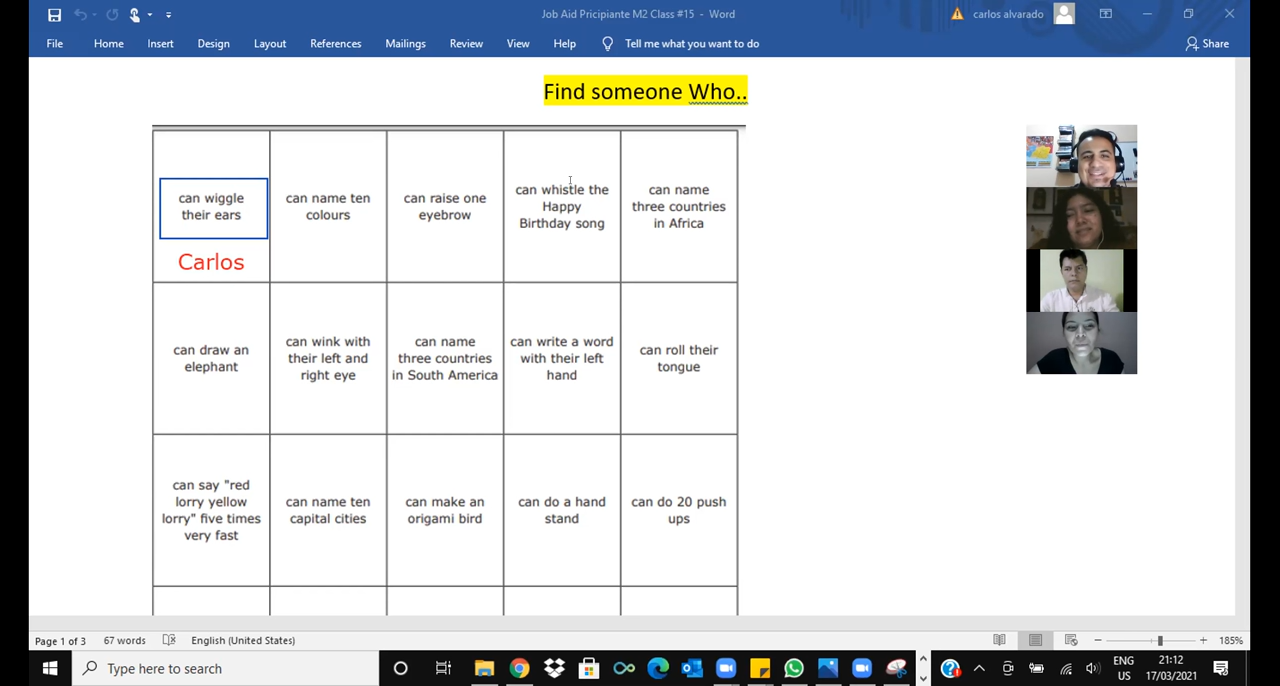 Job Aid Pricipiante M2 Class #15 - Word
carlos alvarado
File Home Insert Design Layout References Mailings Review View Help Tell me what you want to do Share
Find someone Who..
can wiggle
their ears
Carlos
can name ten
colours
can raise one
eyebrow
can whistle the
Happy
Birthday song
can name
three countries
in Africa
can draw an
elephant
can wink with
their left and
right eye
can name
three countries
in South America
can write a word
with their left
hand
can roll their
tongue
can say "red
lorry yellow
lorry" five times
very fast
can name ten
capital cities
can make an
origami bird
can do a hand
stand
can do 20 push
ups
Page 1 of 3 67 words English (United States) 185%
Type here to search
ENG
US
21:12
17/03/2021